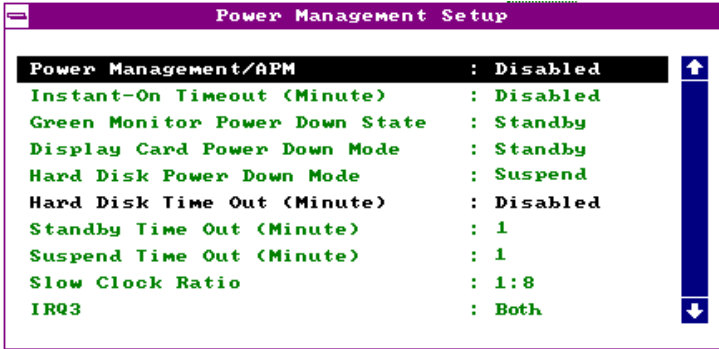 Power Management Setup
Power Management/APM : Disabled
Instant-On Timeout (Minute) : Disabled
Green Monitor Power Down State : Standby
Display Card Power Down Mode : Standby
Hard Disk Power Down Mode : Suspend
Hard Disk Time Out (Minute) : Disabled
Standby Time Out (Minute) : 1
Suspend Time Out (Minute) : 1
Slow Clock Ratio : 1:8
IRQ3 : Both